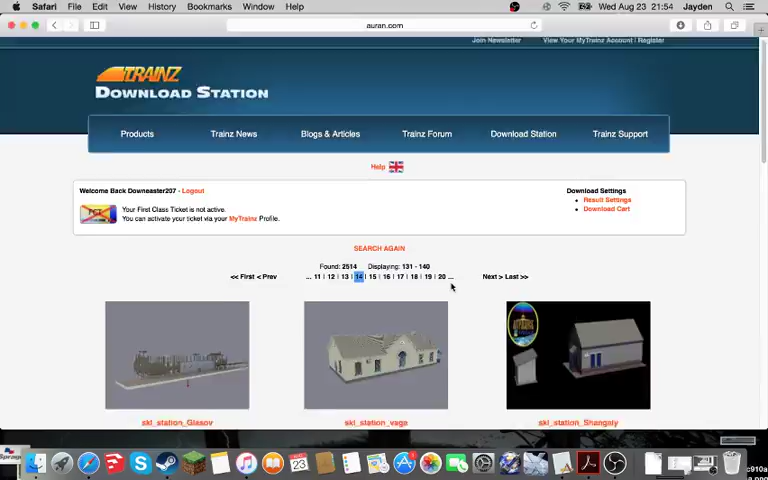 Safari File Edit View History Bookmarks Window Help Wed Aug 23 21:54 Jayden
auran.com
Join Newsletter View Your MyTrainz Account | Register
TRAINZ
DOWNLOAD STATION
Products Trainz News Blogs & Articles Trainz Forum Download Station Trainz Support
Help
Welcome Back Downeaster207 - Logout
Download Settings
Your First Class Ticket is not active.
You can activate your ticket via your MyTrainz Profile.
Result Settings
Download Cart
SEARCH AGAIN
Found: 2514 Displaying: 131 - 140
<< First < Prev ... 11 | 12 | 13 | 14 | 15 | 16 | 17 | 18 | 19 | 20 ... Next > Last >>
skl_station_Glasov skl_station_vaga skl_station_Shangaly
AUG
23